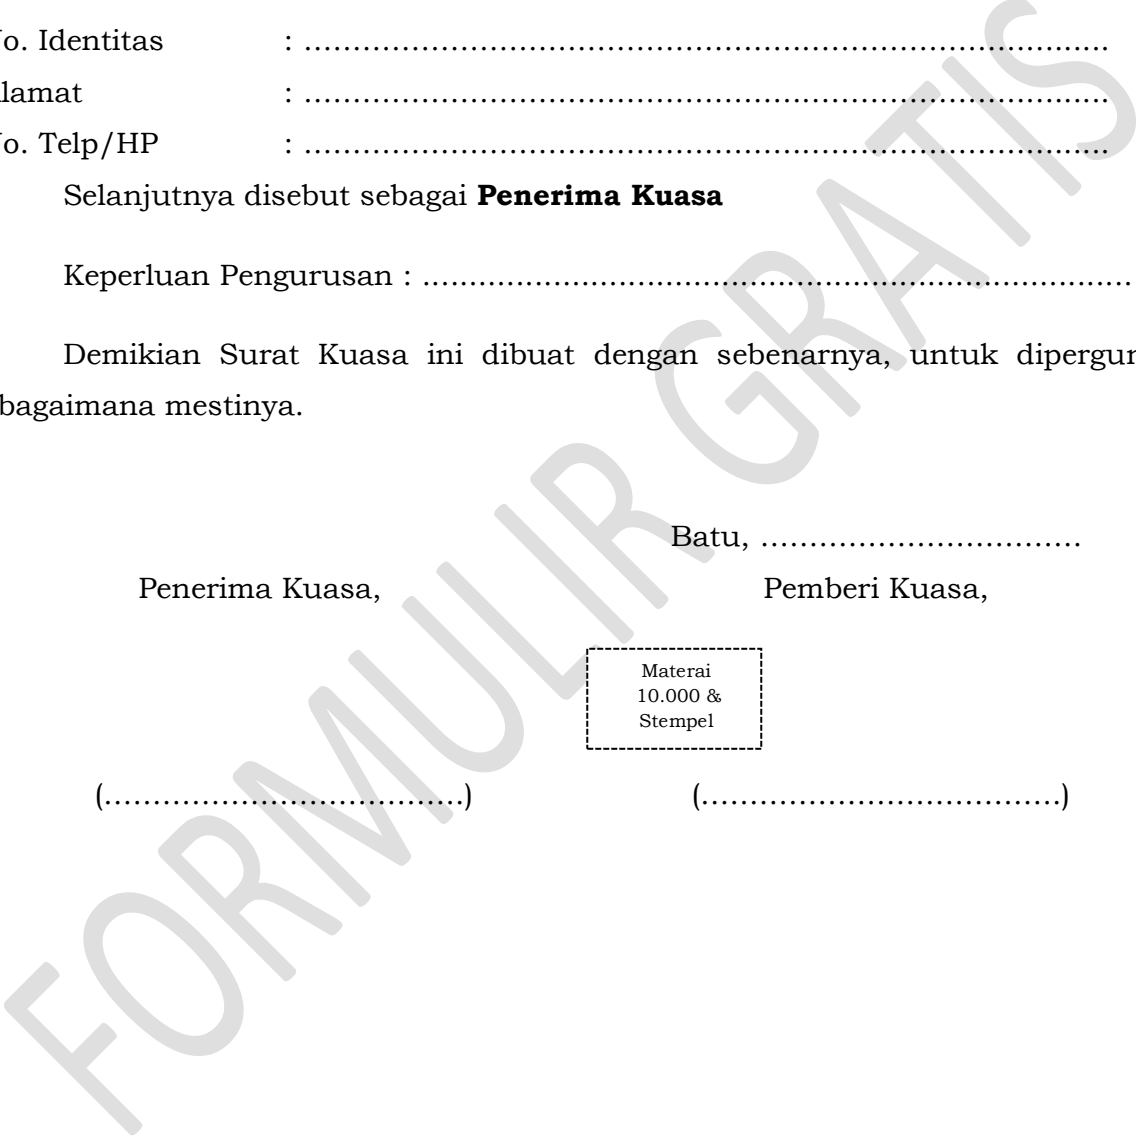 No. Identitas : ……………………………………………………………………….
Alamat : ……………………………………………………………………….
No. Telp/HP : ……………………………………………………………………….
Selanjutnya disebut sebagai Penerima Kuasa
Keperluan Pengurusan : ………………………………………………………………….
Demikian Surat Kuasa ini dibuat dengan sebenarnya, untuk dipergun
bagaimana mestinya.
Batu, ……………………………
Penerima Kuasa, Pemberi Kuasa,
Materai
10.000 &
Stempel
(……………………………….) (……………………………….)
FORMULIR GRATIS